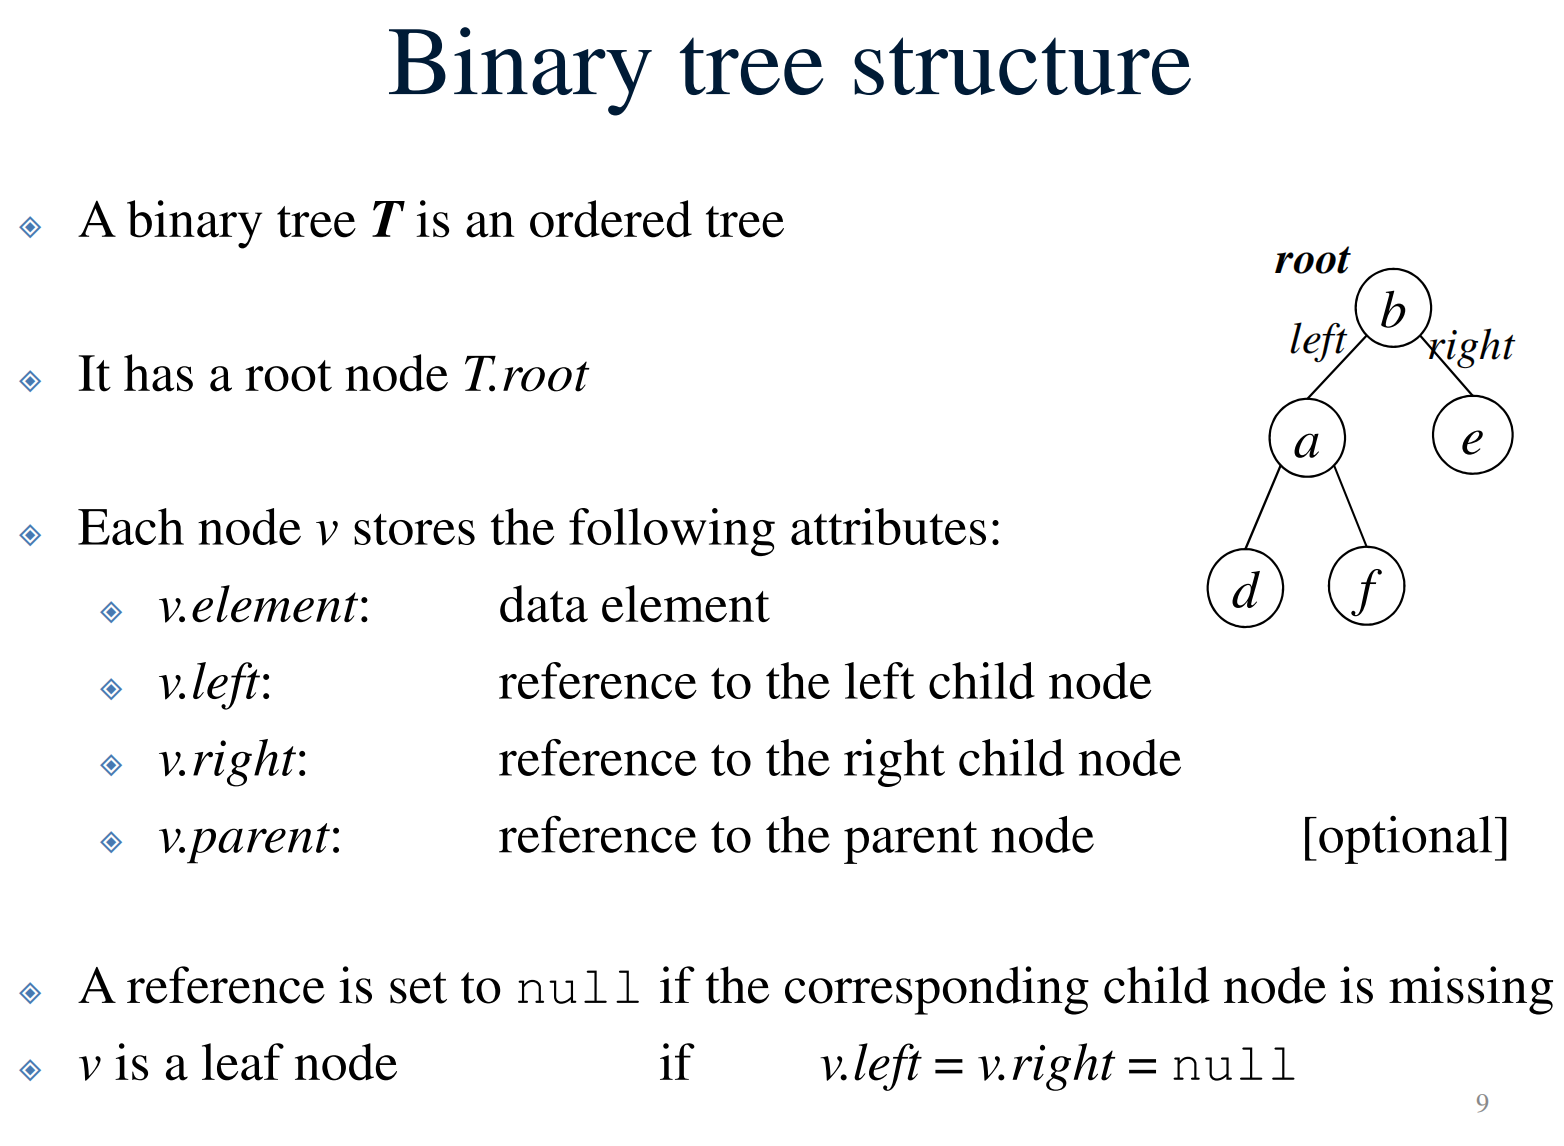 Binary tree structure
A binary tree T is an ordered tree
root
b
left
right
It has a root node T.root
a
e
Each node v stores the following attributes:
d
f
v.element: data element
v.left: reference to the left child node
v.right: reference to the right child node
v.parent: reference to the parent node [optional]
A reference is set to null if the corresponding child node is missing
v is a leaf node if v.left = v.right = null
9